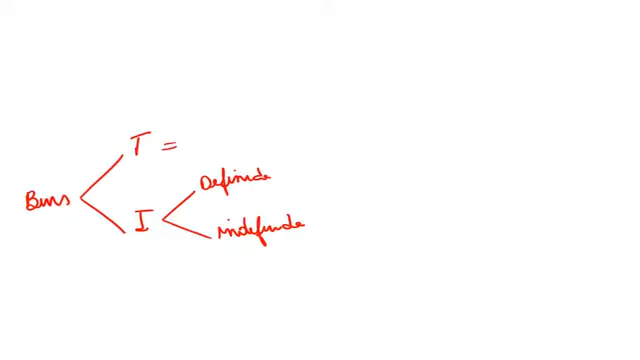 T =
Definida
Bens
I
indefinida